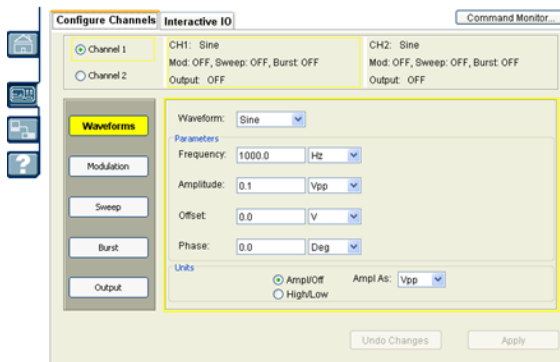 Configure Channels Interactive IO Command Monitor...
Channel 1
Channel 2
CH1: Sine
Mod: OFF, Sweep: OFF, Burst: OFF
Output: OFF
CH2: Sine
Mod: OFF, Sweep: OFF, Burst: OFF
Output: OFF
Waveforms
Modulation
Sweep
Burst
Output
Waveform: Sine
Parameters
Frequency: 1000.0 Hz
Amplitude: 0.1 Vpp
Offset: 0.0 V
Phase: 0.0 Deg
Units
Ampl/Off Ampl As: Vpp
High/Low
Undo Changes Apply
?